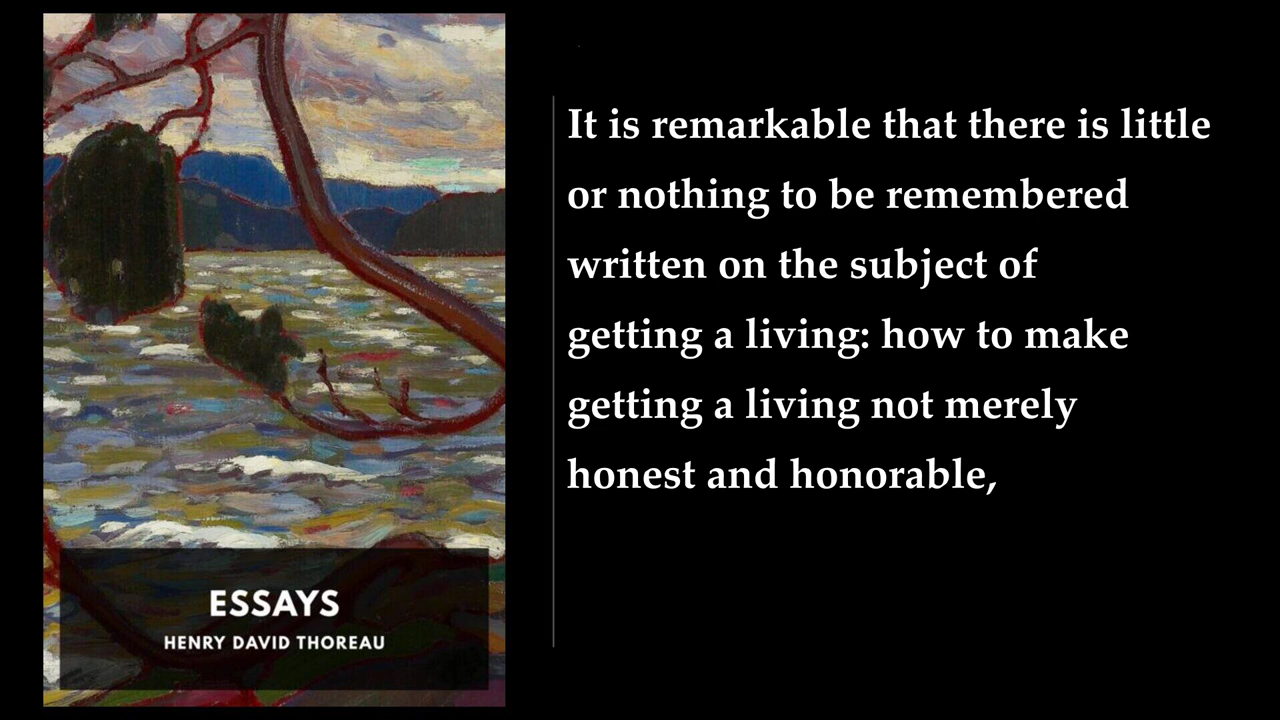 It is remarkable that there is little
or nothing to be remembered
written on the subject of
getting a living: how to make
getting a living not merely
honest and honorable,
ESSAYS
HENRY DAVID THOREAU